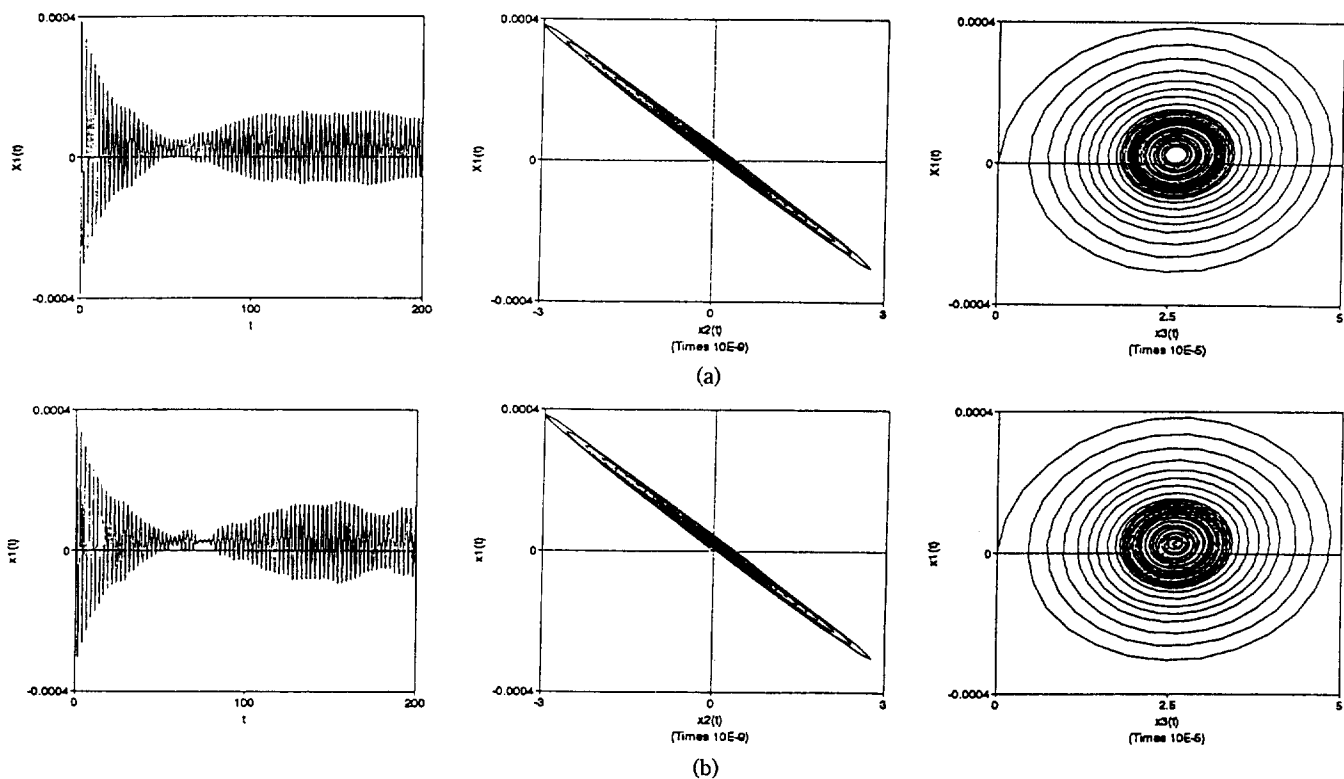 0.0004
X1(t)
0
-0.0004
0
100
200
t
0.0004
X1(t)
0
-0.0004
-3
0
3
x2(t)
(Times 10E-9)
0.0004
X1(t)
0
-0.0004
0
2.5
5
x3(t)
(Times 10E-5)
(a)
0.0004
x1(t)
0
-0.0004
0
100
200
t
0.0004
x1(t)
0
-0.0004
-3
0
3
x2(t)
(Times 10E-9)
0.0004
x1(t)
0
-0.0004
0
2.5
5
x3(t)
(Times 10E-5)
(b)